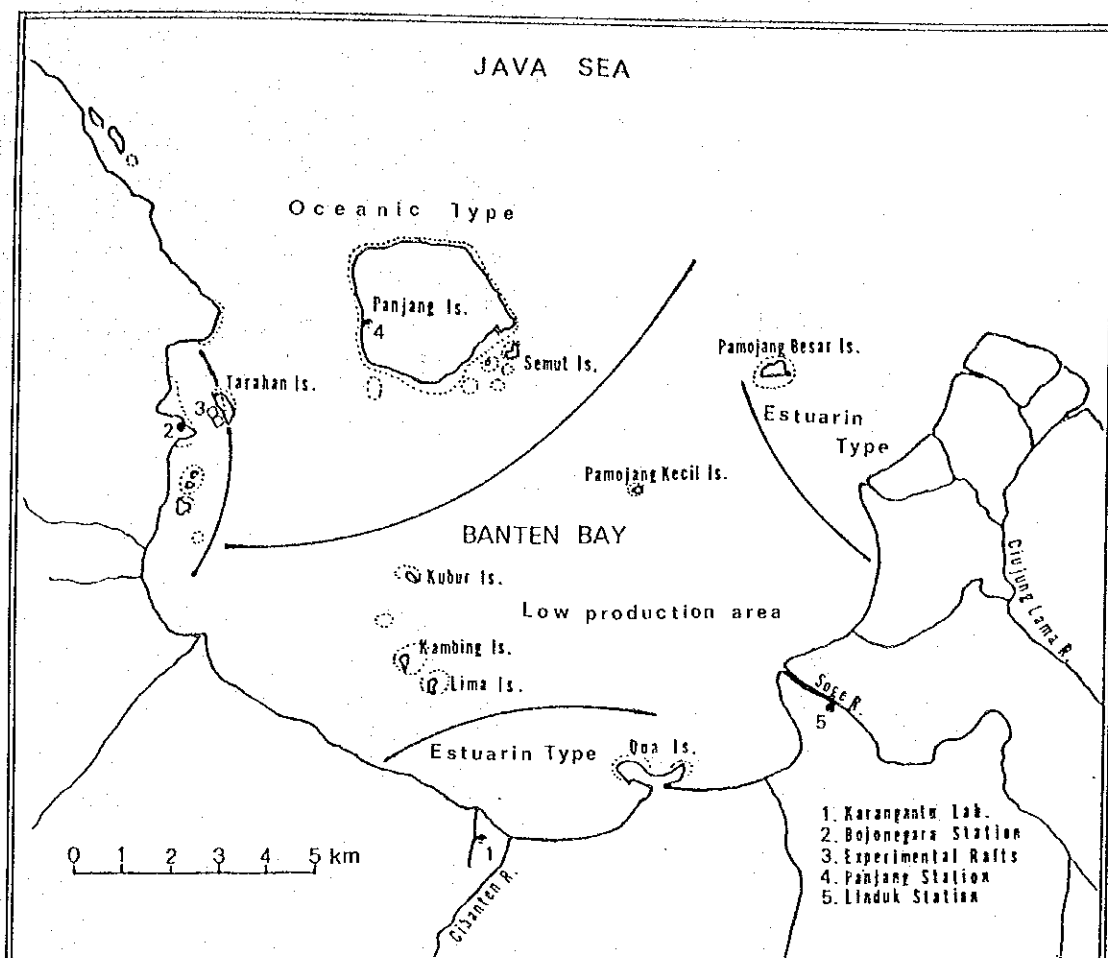 JAVA SEA
Oceanic Type
Panjang Is.
4
Semut Is.
Pamojang Besar Is.
Tarahan Is.
3
2
Estuarin
Type
Pamojang Kecil Is.
BANTEN BAY
Kubur Is.
Low production area
Ciujung Lama R.
Kambing Is.
Lima Is.
Soge R.
5
Estuarin Type
Doa Is.
1
Cibanten R.
0 1 2 3 5 km
1. Karangantu Lab.
2. Bojonegara Station
3. Experimental Rafts
4. Panjang Station
5. Linduk Station